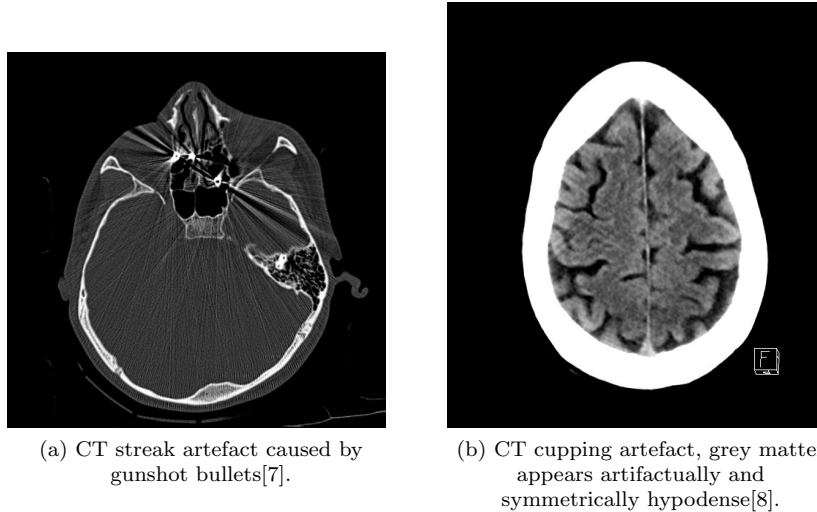 F
(a) CT streak artefact caused by
gunshot bullets[7].
(b) CT cupping artefact, grey matte
appears artifactually and
symmetrically hypodense[8].